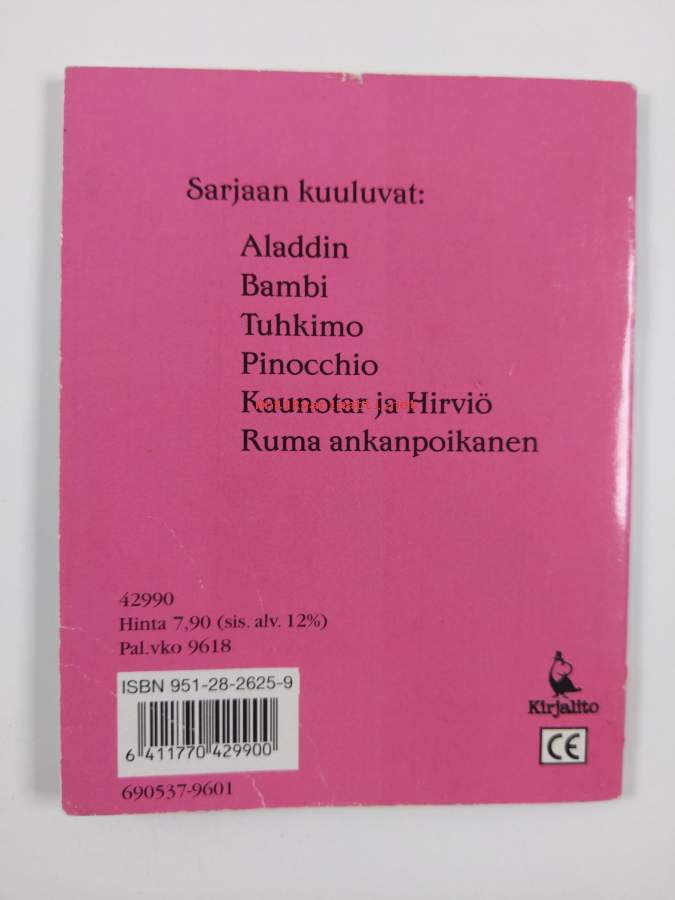 Sarjaan kuuluvat:
Aladdin
Bambi
Tuhkimo
Pinocchio
Kaunotar ja Hirviö
Ruma ankanpoikanen
42990
Hinta 7,90 (sis. alv. 12%)
Pal.vko 9618
ISBN 951-28-2625-9
6 411770 429900
690537-9601
Kirjalito
CE